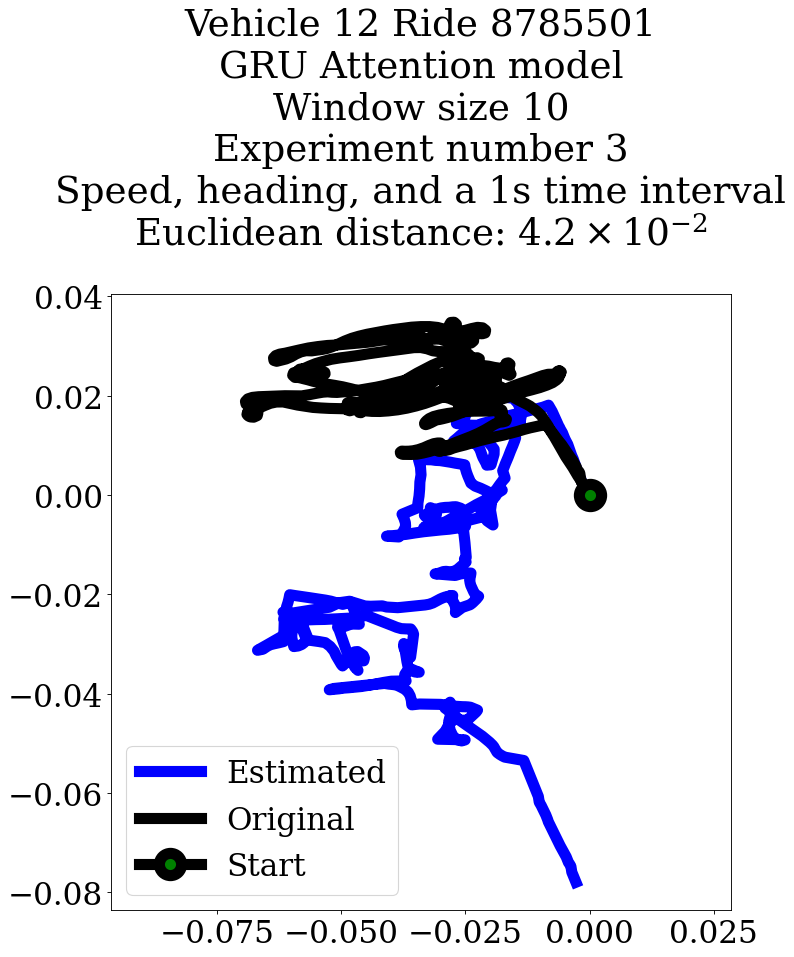 Vehicle 12 Ride 8785501
GRU Attention model
Window size 10
Experiment number 3
Speed, heading, and a 1s time interval
Euclidean distance: 4.2 × 10⁻²
0.04
0.02
0.00
−0.02
−0.04
−0.06
−0.08
Estimated
Original
Start
−0.075 −0.050 −0.025 0.000 0.025